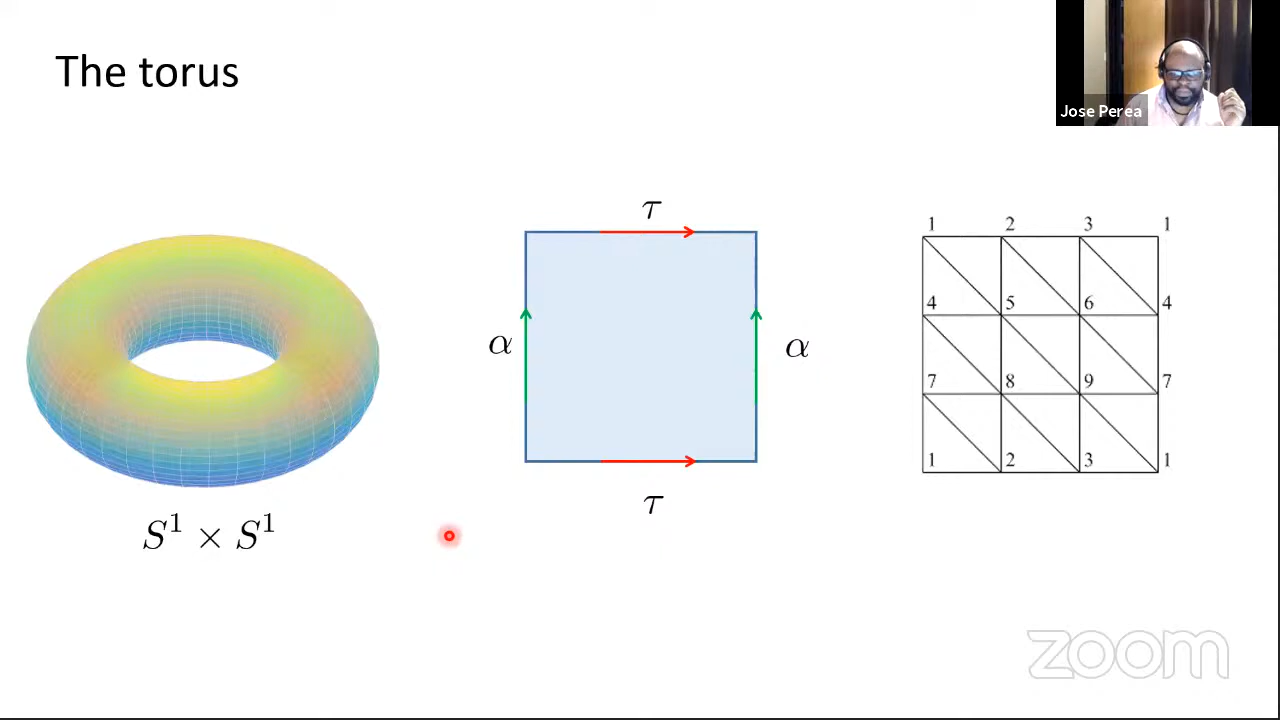 The torus
Jose Perea
S¹ × S¹
τ
α
α
τ
1 2 3 1
4 5 6 4
7 8 9 7
1 2 3 1
zoom